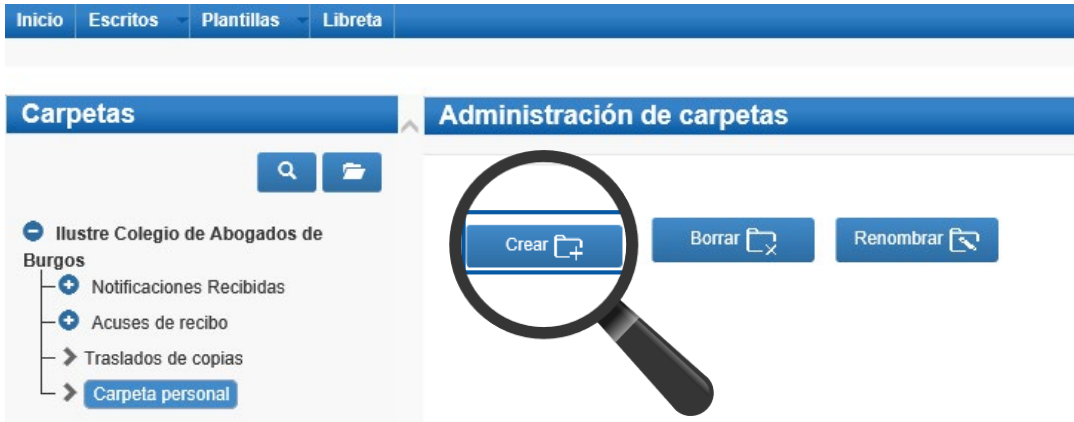 Inicio Escritos Plantillas Libreta
Carpetas
Administración de carpetas
Crear Borrar Renombrar
Ilustre Colegio de Abogados de
Burgos
Notificaciones Recibidas
Acuses de recibo
Traslados de copias
Carpeta personal